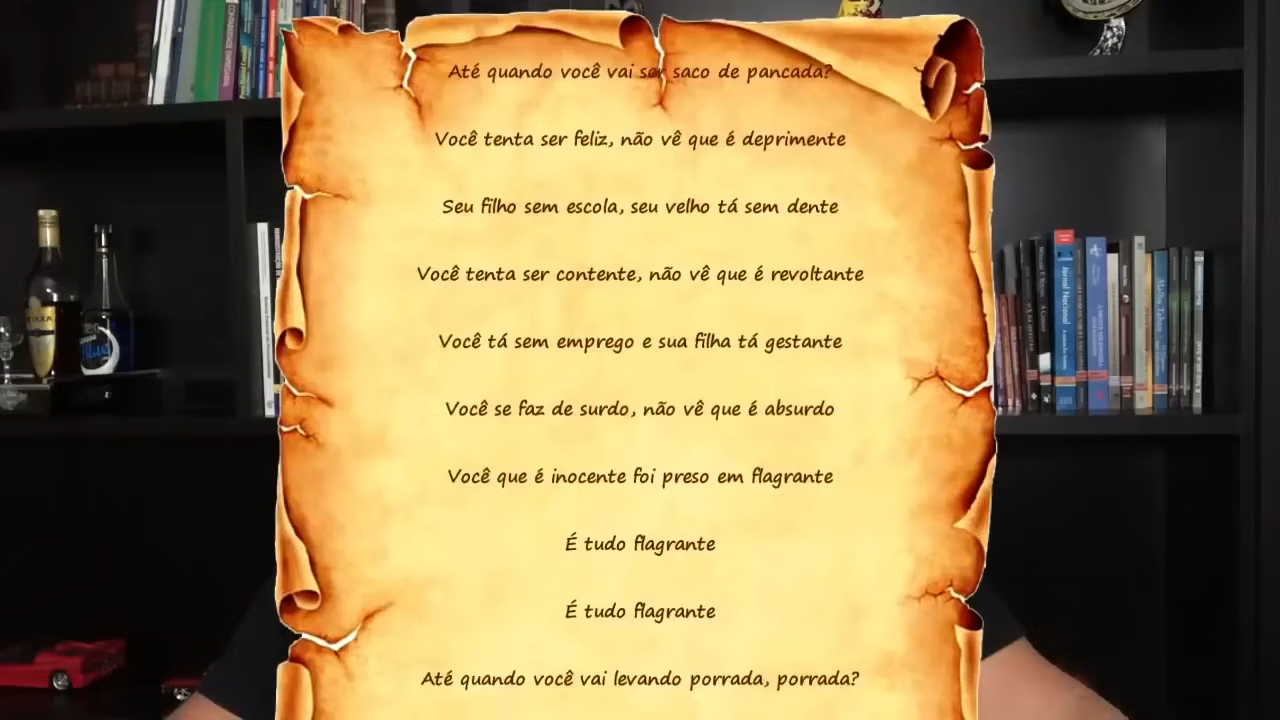 Até quando você vai ser saco de pancada?
Você tenta ser feliz, não vê que é deprimente
Seu filho sem escola, seu velho tá sem dente
Você tenta ser contente, não vê que é revoltante
Você tá sem emprego e sua filha tá gestante
Você se faz de surdo, não vê que é absurdo
Você que é inocente foi preso em flagrante
É tudo flagrante
É tudo flagrante
Até quando você vai levando porrada, porrada?
Jornal Nacional